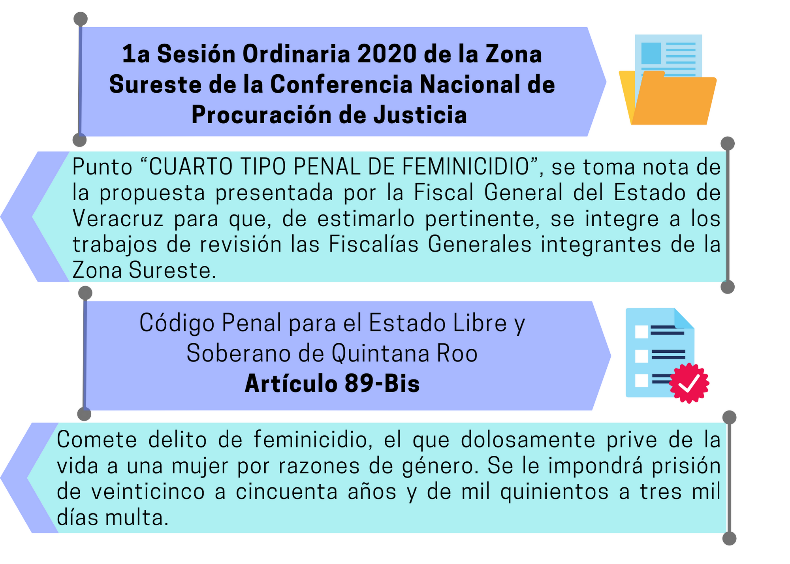 1a Sesión Ordinaria 2020 de la Zona
Sureste de la Conferencia Nacional de
Procuración de Justicia
Punto “CUARTO TIPO PENAL DE FEMINICIDIO”, se toma nota de
la propuesta presentada por la Fiscal General del Estado de
Veracruz para que, de estimarlo pertinente, se integre a los
trabajos de revisión las Fiscalías Generales integrantes de la
Zona Sureste.
Código Penal para el Estado Libre y
Soberano de Quintana Roo
Artículo 89-Bis
Comete delito de feminicidio, el que dolosamente prive de la
vida a una mujer por razones de género. Se le impondrá prisión
de veinticinco a cincuenta años y de mil quinientos a tres mil
días multa.